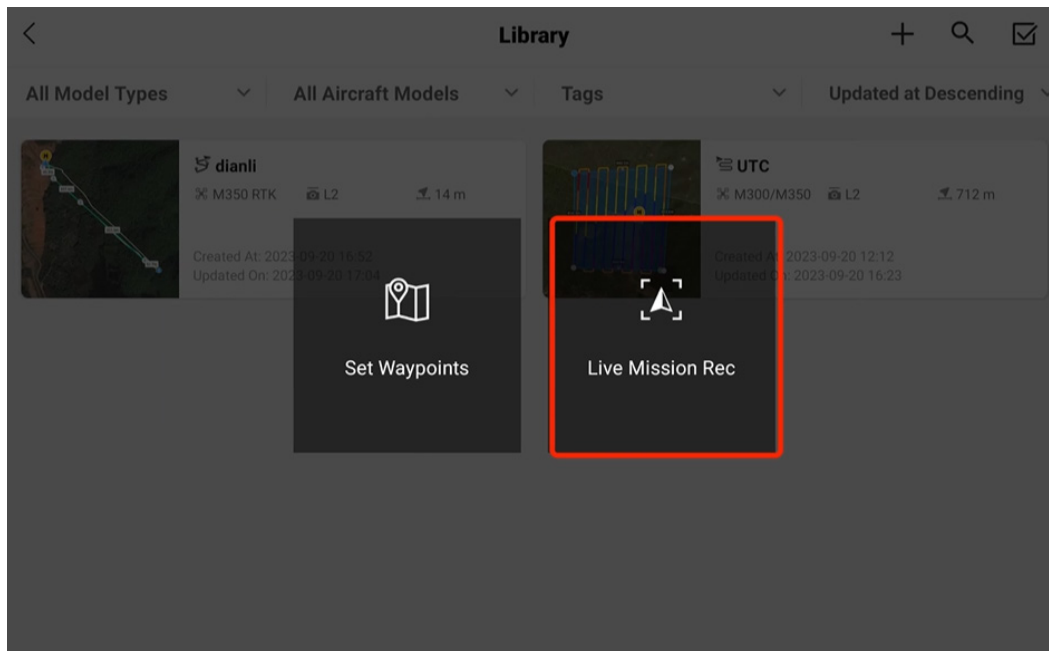 Library
All Model Types
All Aircraft Models
Tags
Updated at Descending
dianli
M350 RTK L2 14 m
Created At: 2023-09-20 16:52
Updated On: 2023-09-20 17:04
UTC
M300/M350 L2 712 m
Created At: 2023-09-20 12:12
Updated On: 2023-09-20 16:23
Set Waypoints
Live Mission Rec